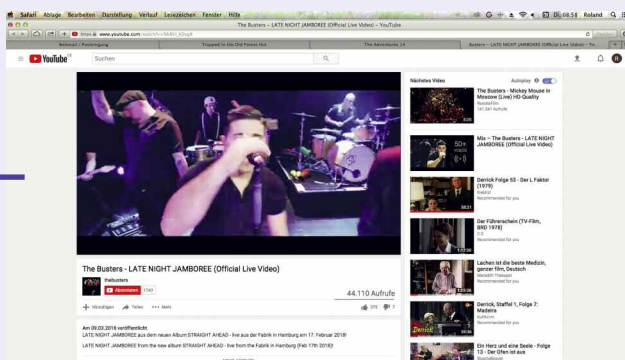 Safari Ablage Bearbeiten Darstellung Verlauf Lesezeichen Fenster Hilfe Di. 08:58 Roland
The Busters – LATE NIGHT JAMBOREE (Official Live Video) – YouTube
Trapped in the Old Forest Hut
The Adventures
Busters – LATE NIGHT JAMBOREE (Official Live Video)
YouTube
Suchen
R
Nächstes Video
Autoplay
The Busters - Mickey Mouse in
Moscow (Live) HD-Quality
Mix – The Busters - LATE NIGHT
JAMBOREE (Official Live Video)
50+
Derrick Folge 53 - Der L Faktor
(1979)
Recommended for you
Der Führerschein (TV-Film,
BRD 1978)
Recommended for you
Lachen ist die beste Medizin,
ganzer film, Deutsch
Recommended for you
Derrick, Staffel 1, Folge 7:
Madeira
Recommended for you
Derrick
Ein Herz und eine Seele - Folge
13 - Der Ofen ist aus
The Busters - LATE NIGHT JAMBOREE (Official Live Video)
thebusters
Abonnieren 1743
44.110 Aufrufe
Hinzufügen Teilen Mehr
375 7
Am 09.03.2018 veröffentlicht
LATE NIGHT JAMBOREE aus dem neuen Album STRAIGHT AHEAD - live aus der Fabrik in Hamburg am 17. Februar 2018!
LATE NIGHT JAMBOREE from the new album STRAIGHT AHEAD - live from the Fabrik in Hamburg (Feb 17th 2018)!